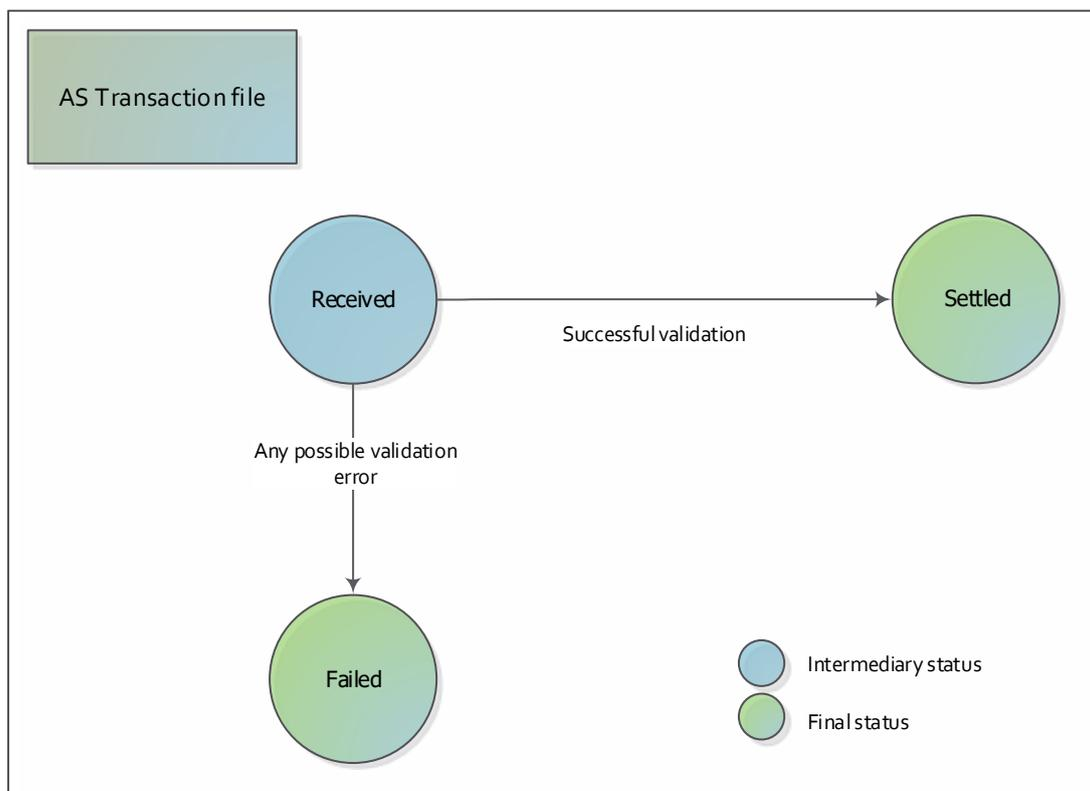 AS Transaction file
Received
Settled
Successful validation
Any possible validation
error
Failed
Intermediary status
Final status